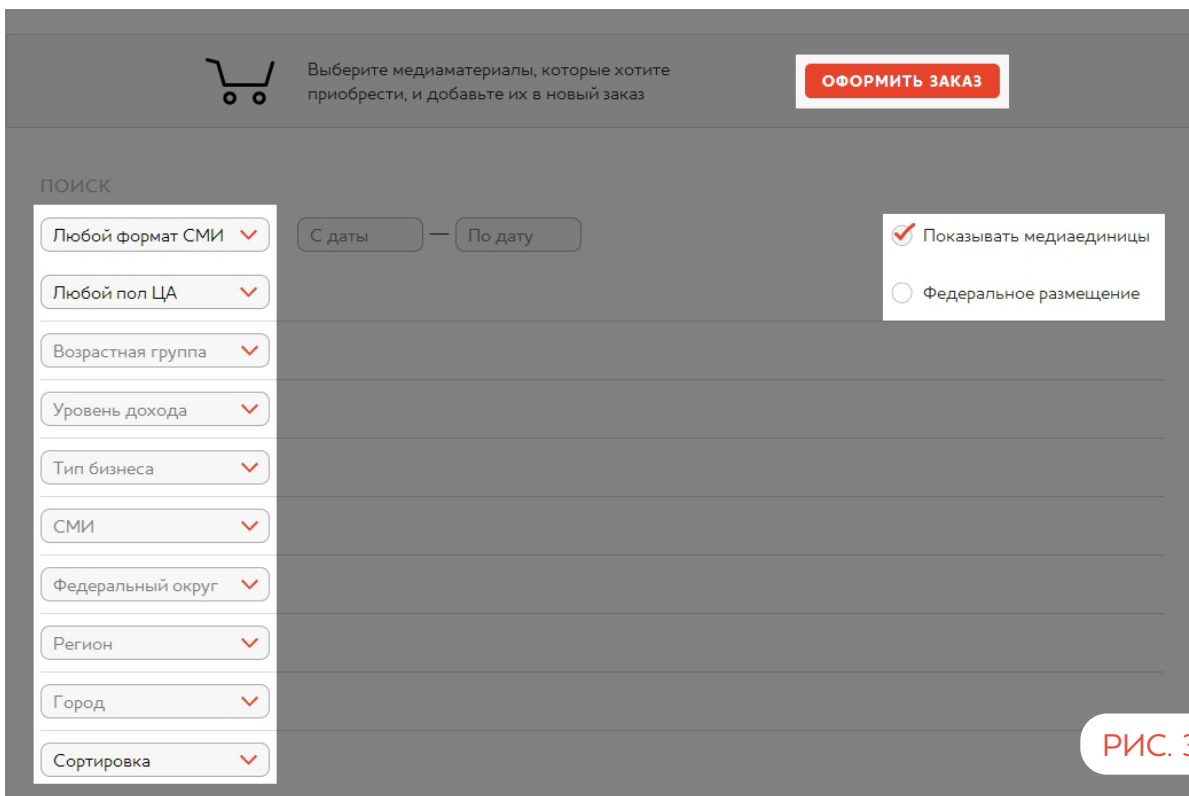 Выберите медиаматериалы, которые хотите
приобрести, и добавьте их в новый заказ
ОФОРМИТЬ ЗАКАЗ
ПОИСК
Любой формат СМИ
С даты — По дату
Показывать медиаединицы
Любой пол ЦА
Федеральное размещение
Возрастная группа
Уровень дохода
Тип бизнеса
СМИ
Федеральный округ
Регион
Город
Сортировка
РИС. 3